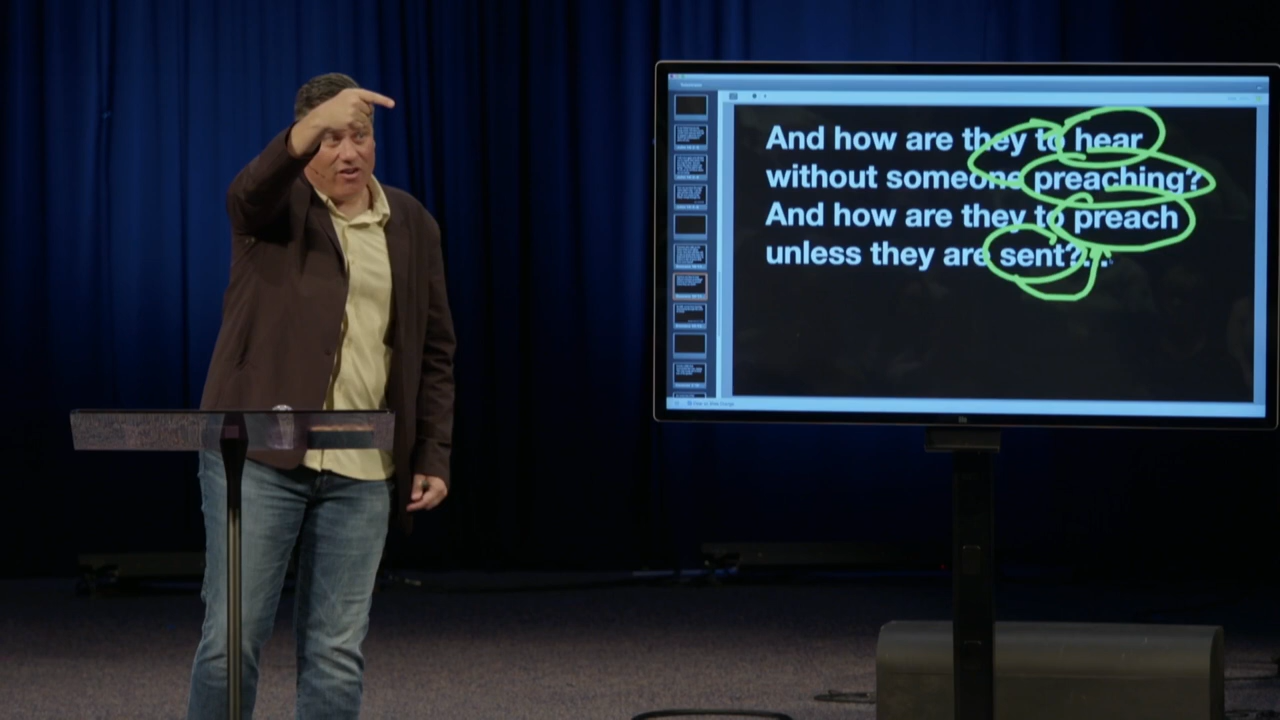 And how are they to hear
without someone preaching?
And how are they to preach
unless they are sent?...